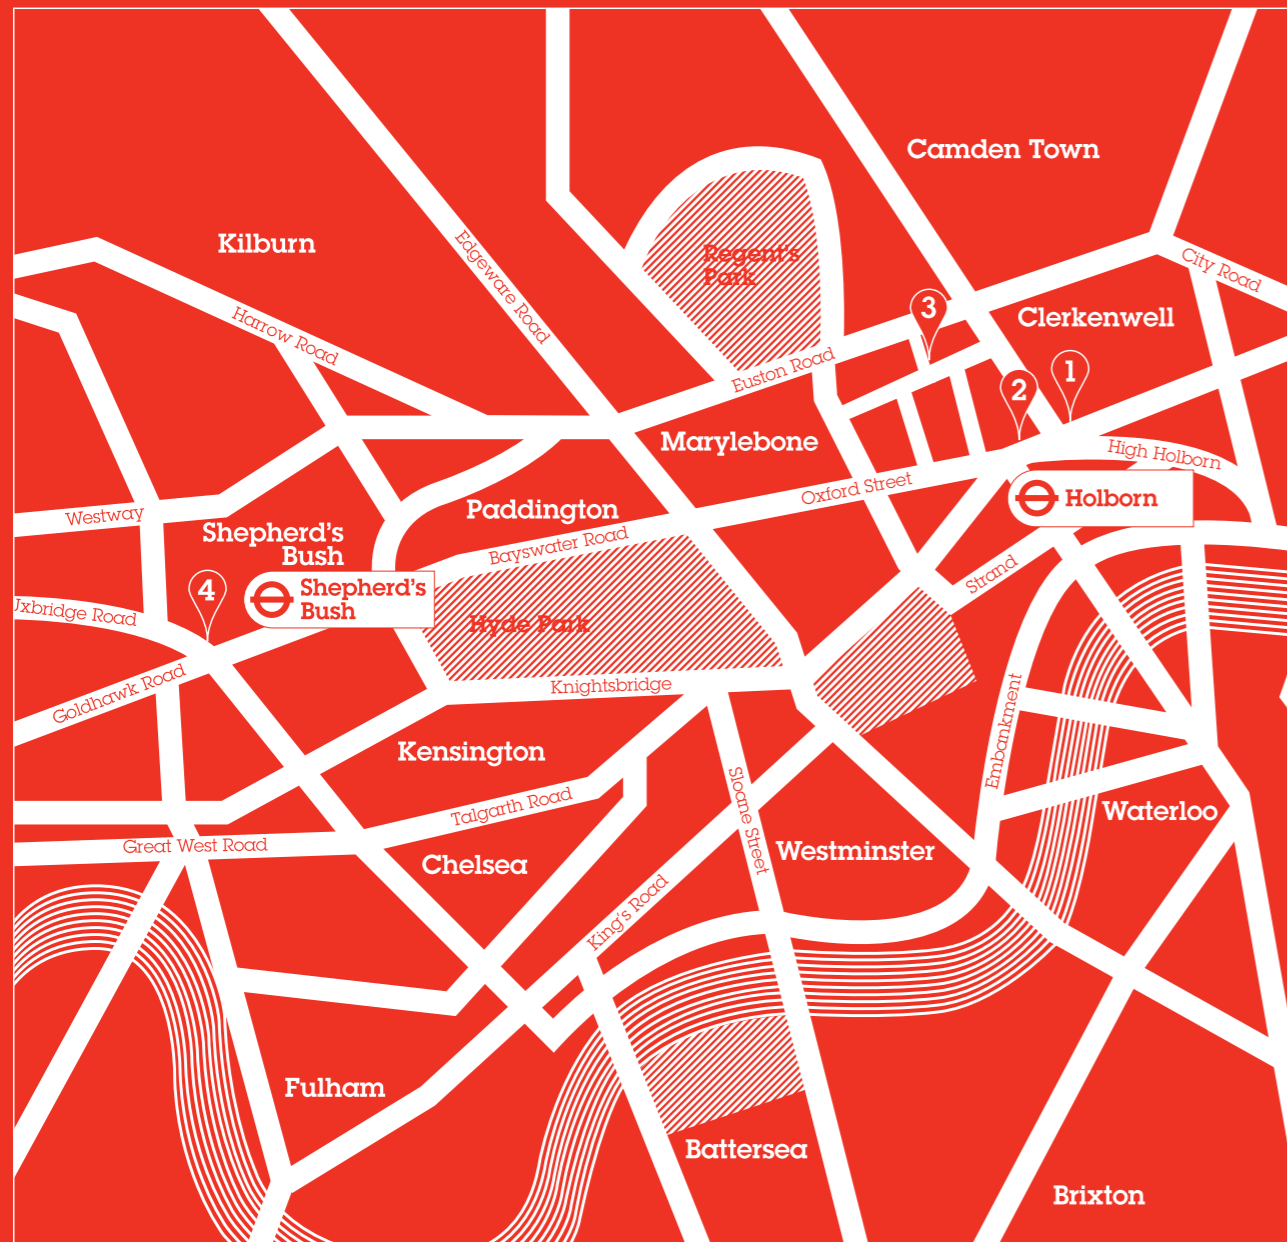 Camden Town
Kilburn
Edgeware Road
Regent's
Park
City Road
3
Clerkenwell
Harrow Road
Euston Road
1
2
Marylebone
High Holborn
Oxford Street
Holborn
Paddington
Westway
Shepherd's
Bush
Bayswater Road
Strand
4
Shepherd's
Bush
Uxbridge Road
Hyde Park
Goldhawk Road
Knightsbridge
Embankment
Kensington
Sloane Street
Talgarth Road
Waterloo
Great West Road
Chelsea
Westminster
King's Road
Fulham
Battersea
Brixton